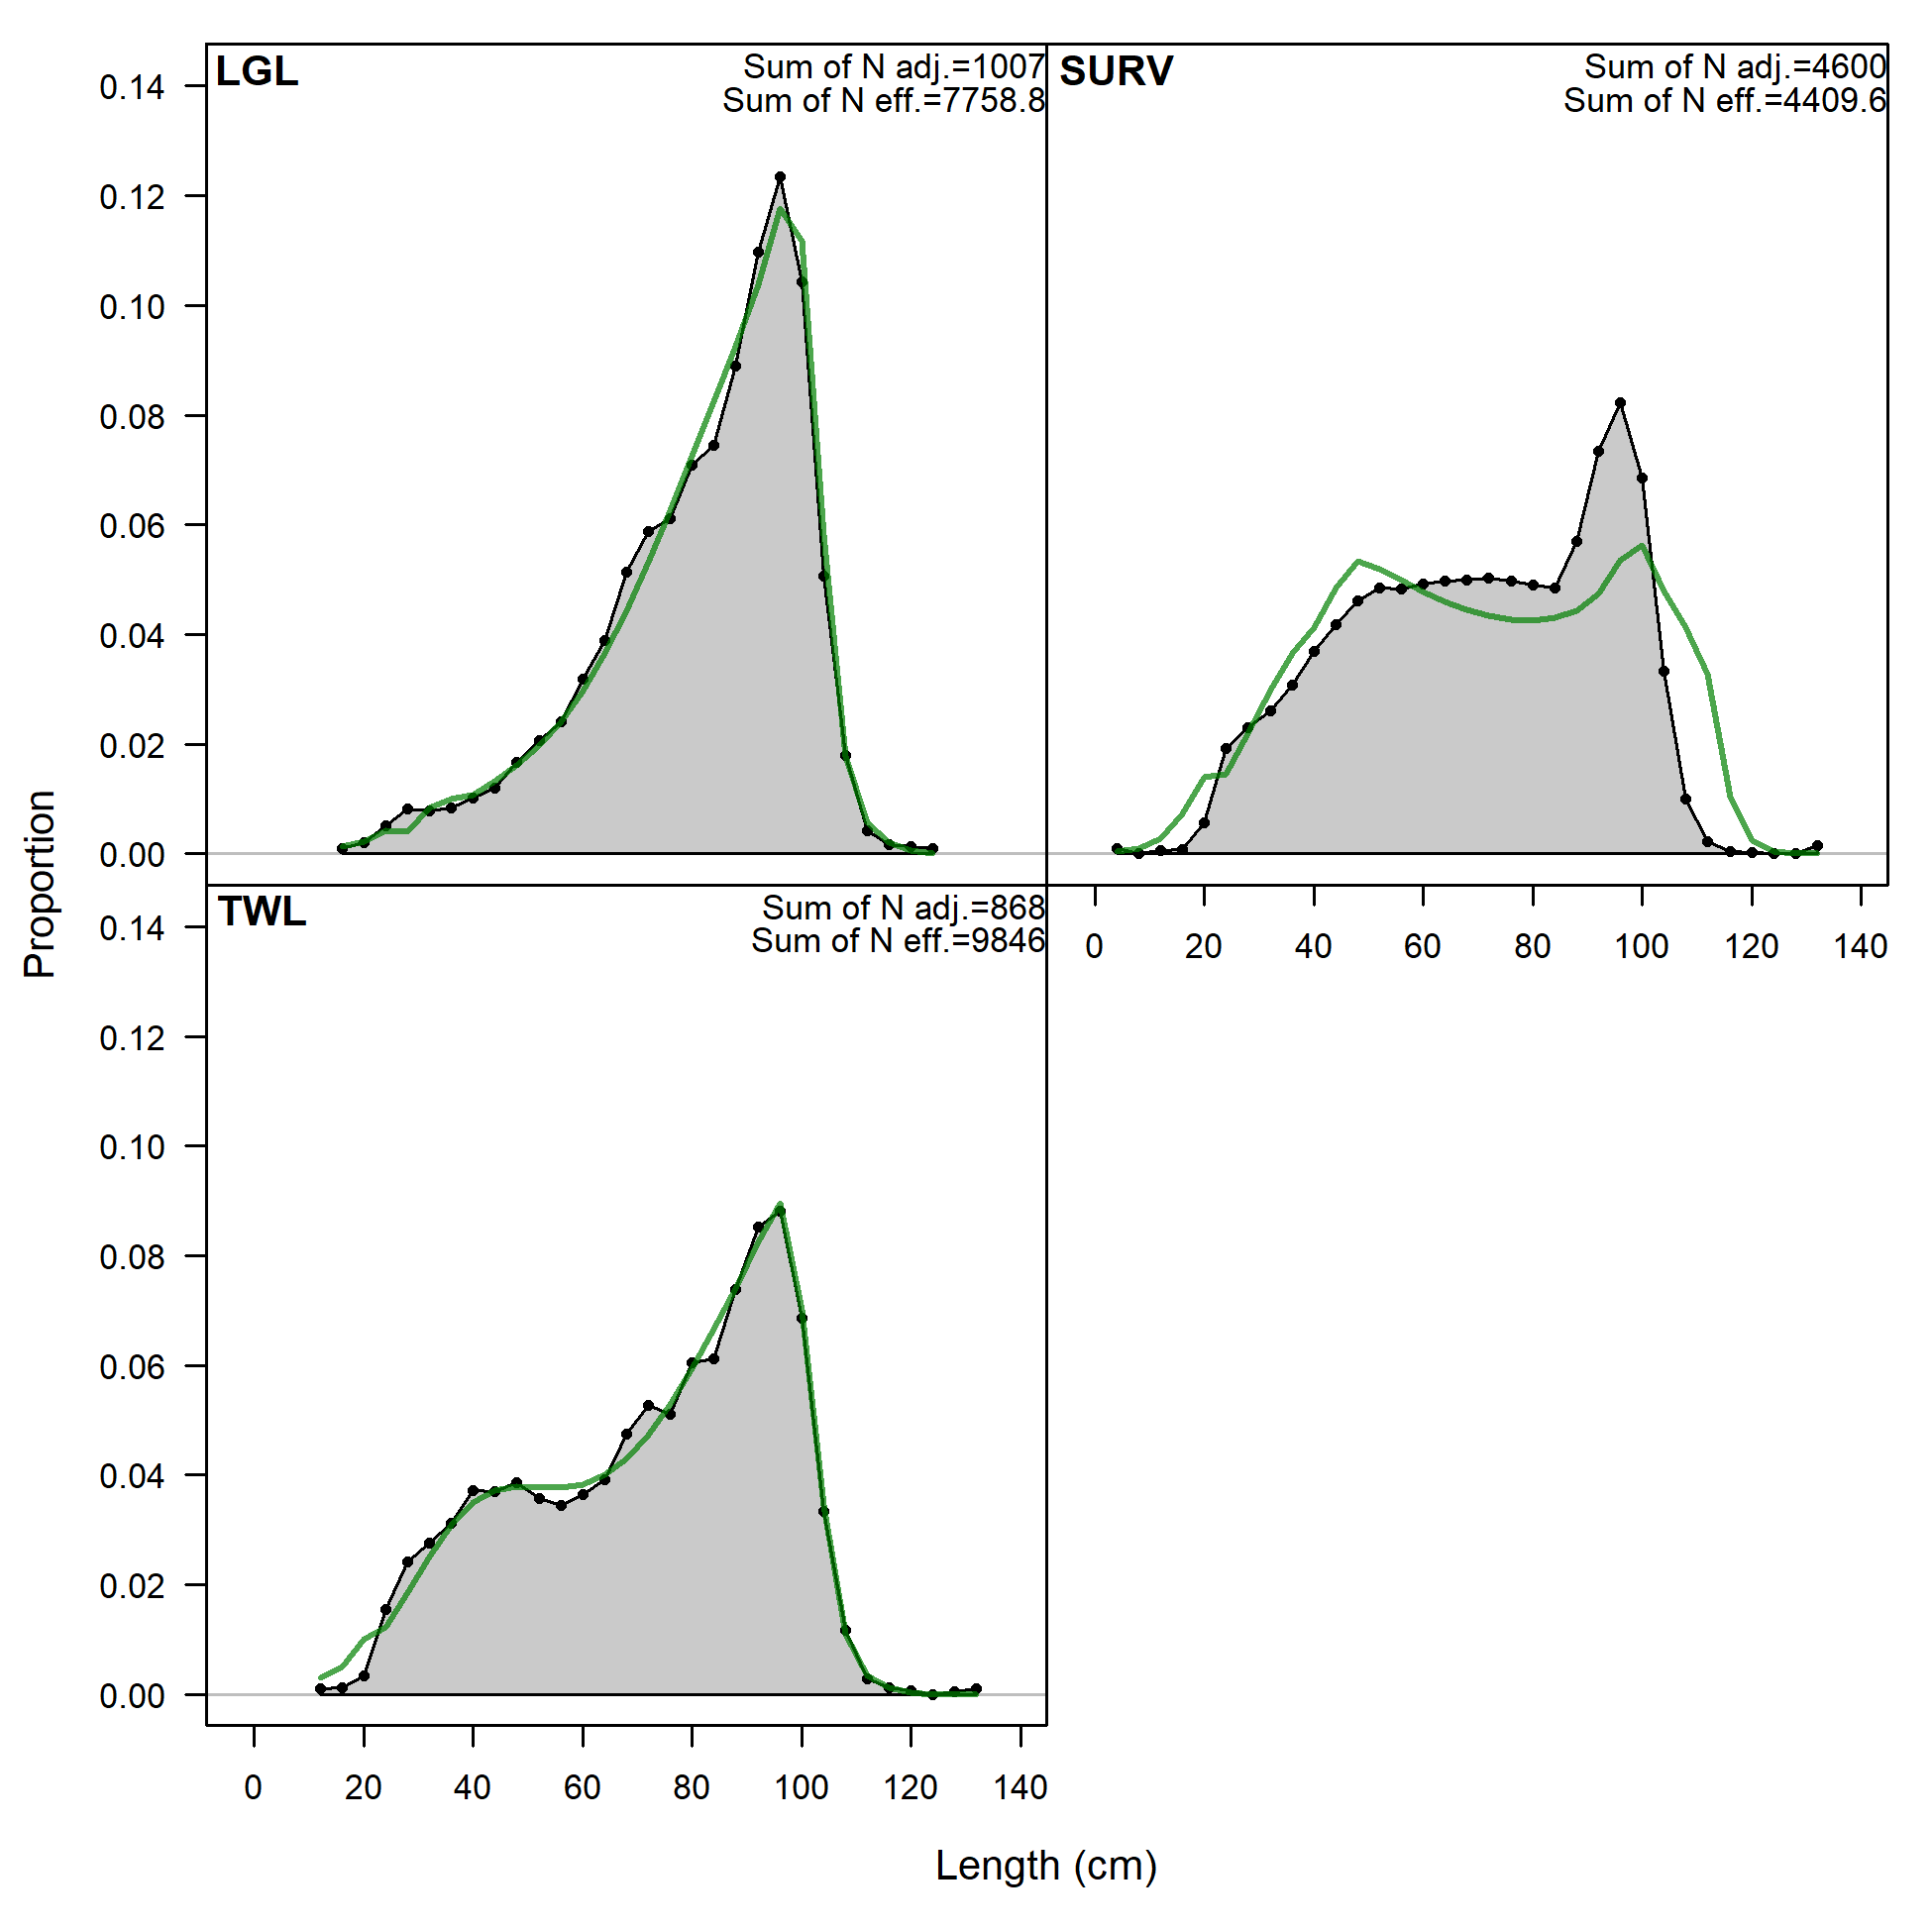 LGL
Sum of N adj.=1007
Sum of N eff.=7758.8
SURV
Sum of N adj.=4600
Sum of N eff.=4409.6
0.14
0.12
0.10
0.08
0.06
0.04
0.02
0.00
0 20 40 60 80 100 120 140
TWL
Sum of N adj.=868
Sum of N eff.=9846
0.14
0.12
0.10
0.08
0.06
0.04
0.02
0.00
0 20 40 60 80 100 120 140
Proportion
Length (cm)